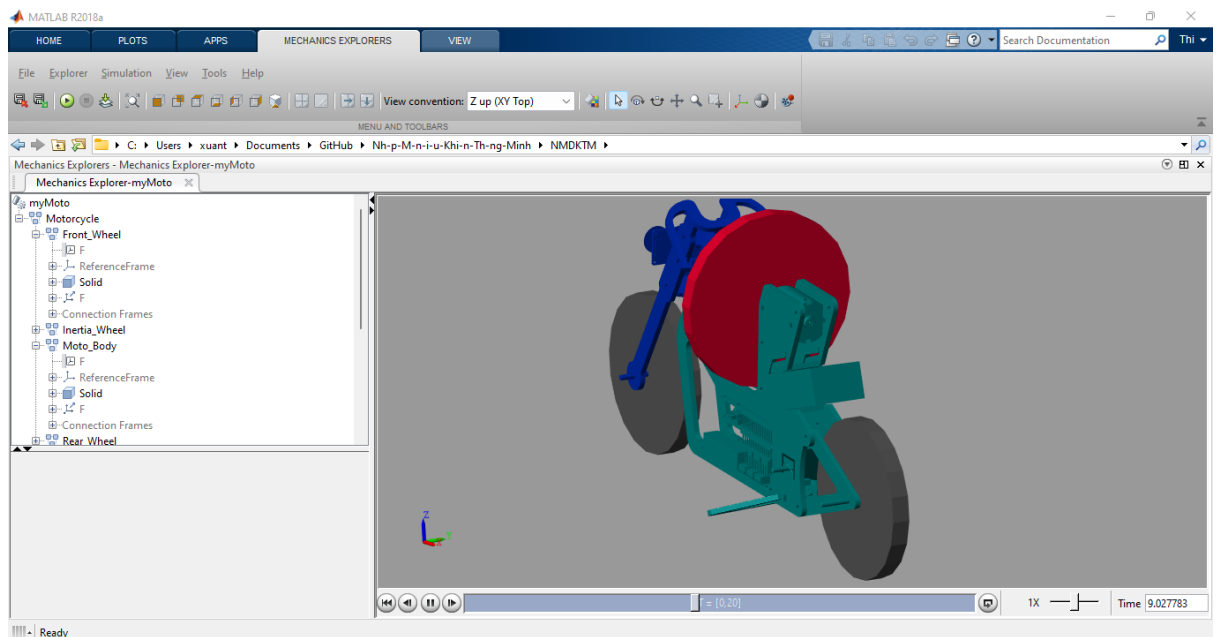 MATLAB R2018a
HOME PLOTS APPS MECHANICS EXPLORERS VIEW Search Documentation Thi
File Explorer Simulation View Tools Help
View convention: Z up (XY Top)
MENU AND TOOLBARS
C: Users xuant Documents GitHub Nh-p-M-n-i-u-Khi-n-Th-ng-Minh NMDKTM
Mechanics Explorers - Mechanics Explorer-myMoto
Mechanics Explorer-myMoto
myMoto
Motorcycle
Front_Wheel
F
ReferenceFrame
Solid
F
Connection Frames
Inertia_Wheel
Moto_Body
F
ReferenceFrame
Solid
F
Connection Frames
Rear_Wheel
Z
Y
X
T = [0;20]
1X Time 9.027783
Ready